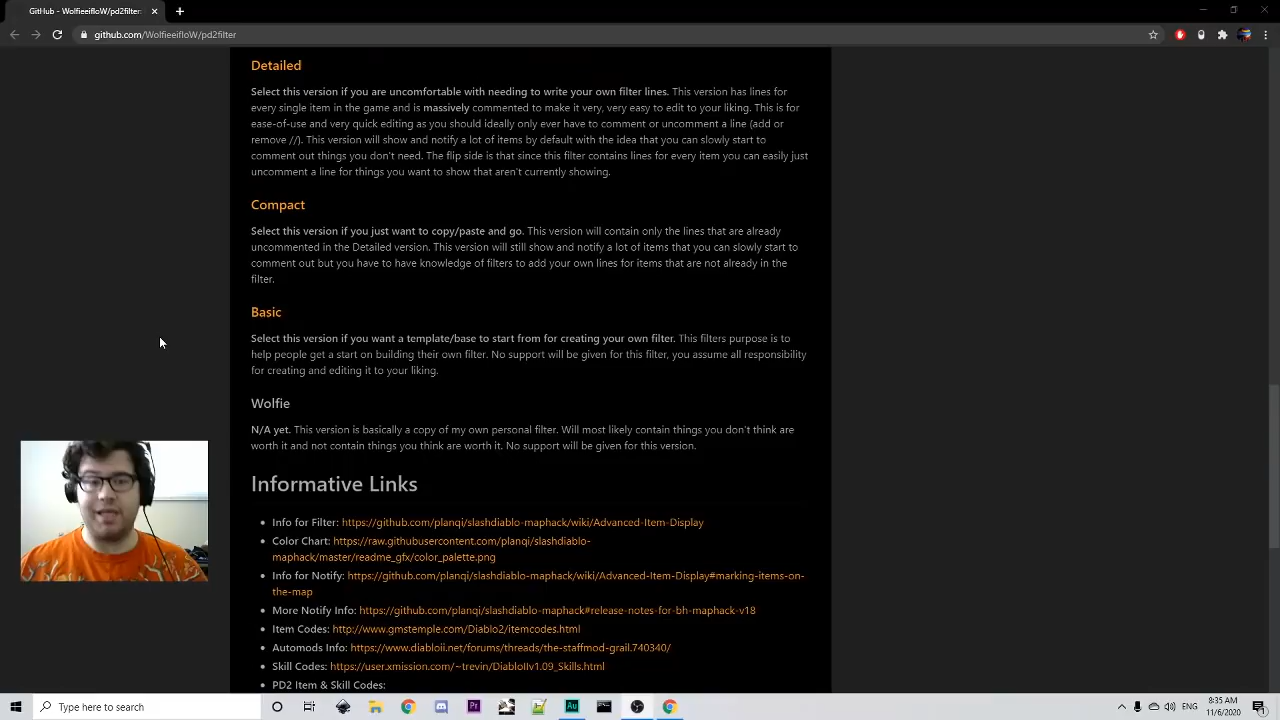 GitHub - WolfieeifloW/pd2filter
github.com/WolfieeifloW/pd2filter
Detailed
Select this version if you are uncomfortable with needing to write your own filter lines. This version has lines for
every single item in the game and is massively commented to make it very, very easy to edit to your liking. This is for
ease-of-use and very quick editing as you should ideally only ever have to comment or uncomment a line (add or
remove //). This version will show and notify a lot of items by default with the idea that you can slowly start to
comment out things you don't need. The flip side is that since this filter contains lines for every item you can easily just
uncomment a line for things you want to show that aren't currently showing.
Compact
Select this version if you just want to copy/paste and go. This version will contain only the lines that are already
uncommented in the Detailed version. This version will still show and notify a lot of items that you can slowly start to
comment out but you have to have knowledge of filters to add your own lines for items that are not already in the
filter.
Basic
Select this version if you want a template/base to start from for creating your own filter. This filters purpose is to
help people get a start on building their own filter. No support will be given for this filter, you assume all responsibility
for creating and editing it to your liking.
Wolfie
N/A yet. This version is basically a copy of my own personal filter. Will most likely contain things you don't think are
worth it and not contain things you think are worth it. No support will be given for this version.
Informative Links
Info for Filter: https://github.com/planqi/slashdiablo-maphack/wiki/Advanced-Item-Display
Color Chart: https://raw.githubusercontent.com/planqi/slashdiablo-
maphack/master/readme_gfx/color_palette.png
Info for Notify: https://github.com/planqi/slashdiablo-maphack/wiki/Advanced-Item-Display#marking-items-on-
the-map
More Notify Info: https://github.com/planqi/slashdiablo-maphack#release-notes-for-bh-maphack-v18
Item Codes: http://www.gmstemple.com/Diablo2/itemcodes.html
Automods Info: https://www.diabloii.net/forums/threads/the-staffmod-grail.740340/
Skill Codes: https://user.xmission.com/~trevin/DiabloIIv1.09_Skills.html
PD2 Item & Skill Codes:
Type here to search
Pr
Au
ENG
8:35 AM
11/6/2020